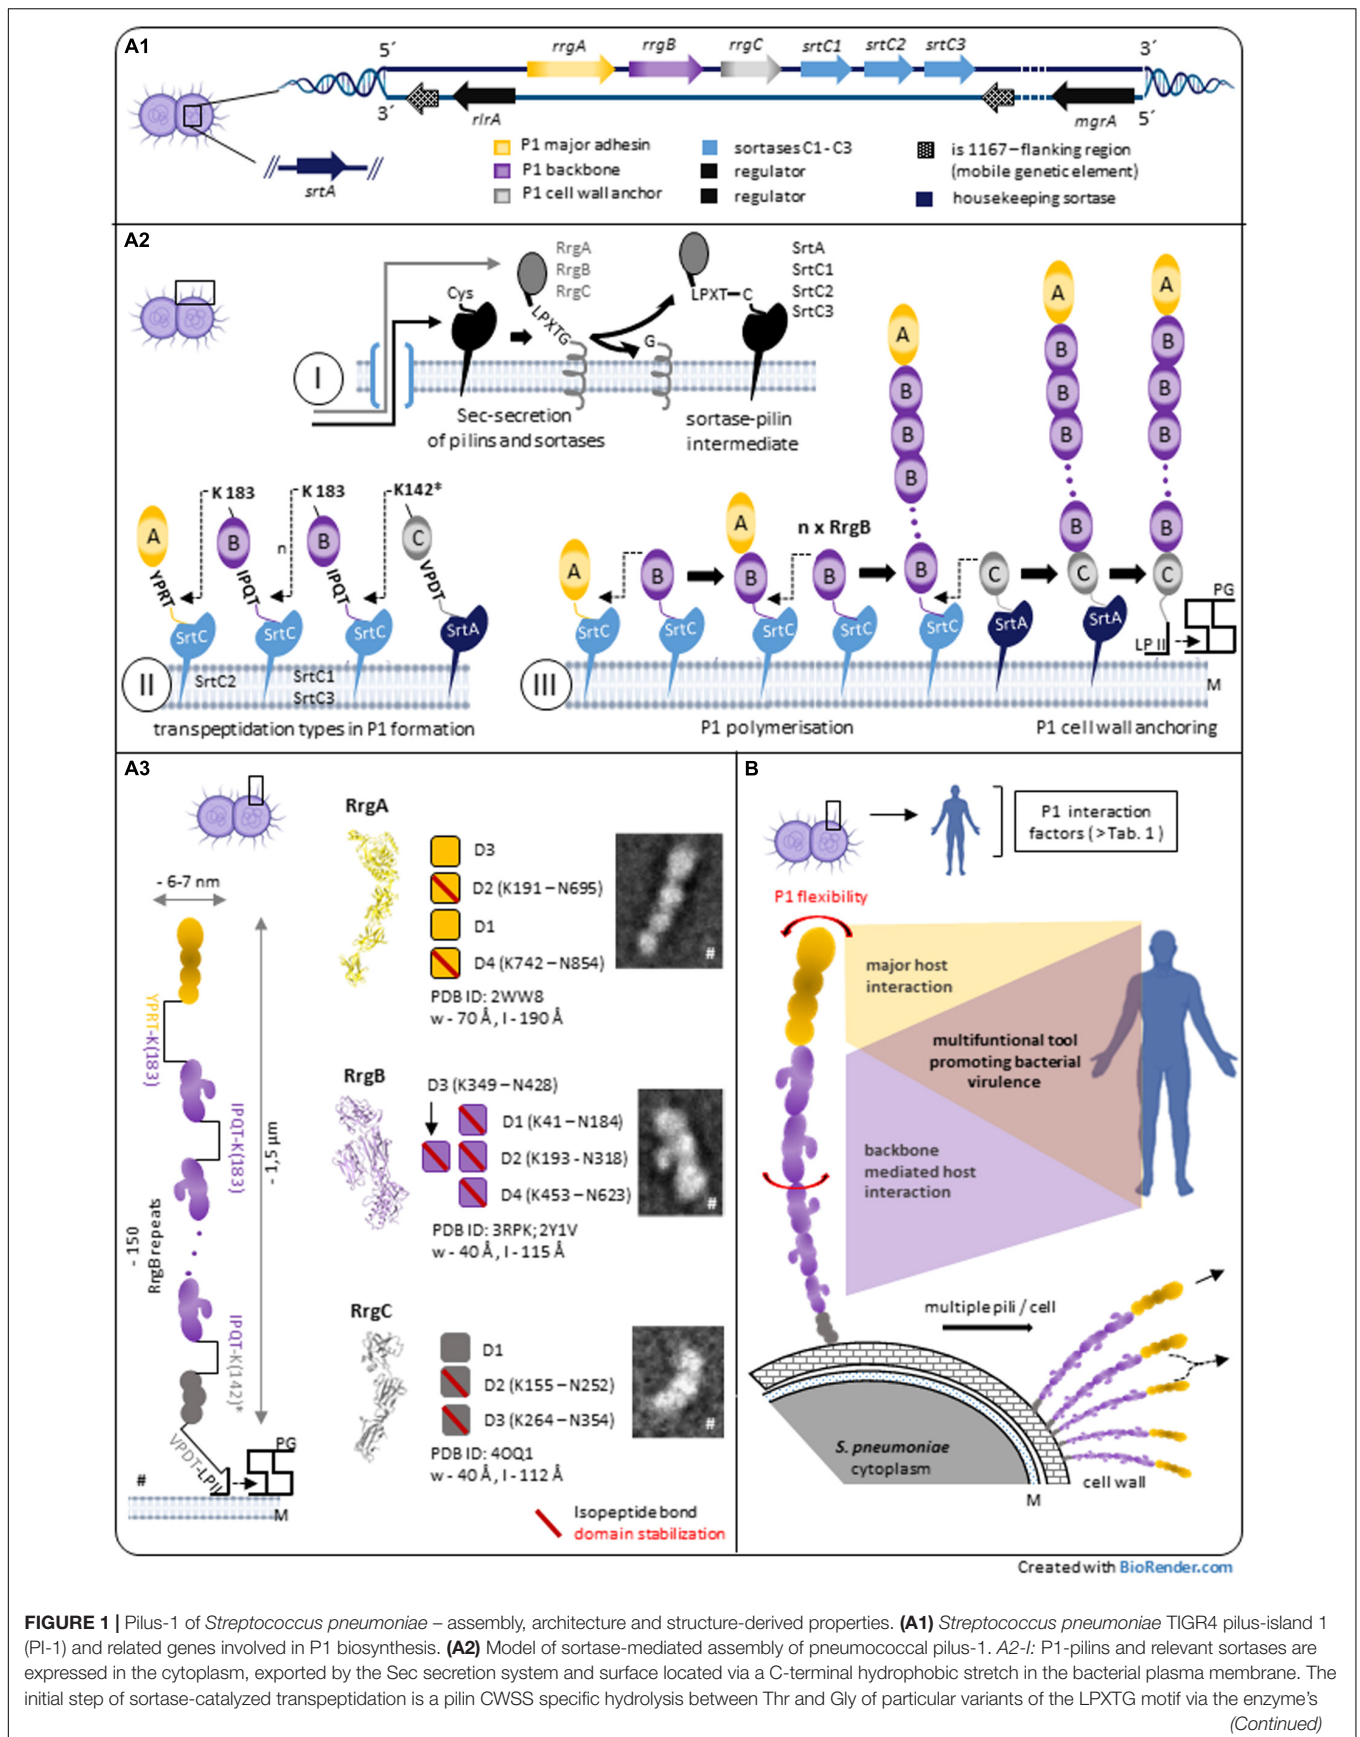 A1
5´
rrgA
rrgB
rrgC
srtC1
srtC2
srtC3
3´
3´
rlrA
mgrA
5´
srtA
P1 major adhesin
P1 backbone
P1 cell wall anchor
sortases C1 - C3
regulator
regulator
is 1167 – flanking region
(mobile genetic element)
housekeeping sortase
A2
RrgA
RrgB
RrgC
Cys
LPXTG
G
LPXT
C
SrtA
SrtC1
SrtC2
SrtC3
I
Sec-secretion
of pilins and sortases
sortase-pilin
intermediate
K 183
K 183
K142*
A
B
n
B
C
YPRT
IPQT
IPQT
VPDT
SrtC
SrtC
SrtC
SrtA
II
SrtC2
SrtC1
SrtC3
transpeptidation types in P1 formation
n x RrgB
A
B
A
B
B
A
B
B
B
B
C
A
B
B
B
B
C
A
B
B
B
B
C
SrtC
SrtC
SrtC
SrtC
SrtC
SrtA
SrtA
LP II
PG
M
III
P1 polymerisation
P1 cell wall anchoring
A3
- 6-7 nm
YPRT-K(183)
IPQT-K(183)
- 1,5 µm
- 150
RrgB repeats
IPQT-K(142)*
VPDT-LPII
PG
#
M
RrgA
D3
D2 (K191 – N695)
D1
D4 (K742 – N854)
#
PDB ID: 2WW8
w - 70 Å, l - 190 Å
RrgB
D3 (K349 – N428)
D1 (K41 – N184)
D2 (K193 - N318)
D4 (K453 – N623)
#
PDB ID: 3RPK; 2Y1V
w - 40 Å, l - 115 Å
RrgC
D1
D2 (K155 – N252)
D3 (K264 – N354)
#
PDB ID: 4OQ1
w - 40 Å, l - 112 Å
Isopeptide bond
domain stabilization
B
P1 interaction
factors ( > Tab. 1 )
P1 flexibility
major host
interaction
multifuntional tool
promoting bacterial
virulence
backbone
mediated host
interaction
multiple pili / cell
S. pneumoniae
cytoplasm
cell wall
M
Created with BioRender.com
FIGURE 1 | Pilus-1 of Streptococcus pneumoniae – assembly, architecture and structure-derived properties. (A1) Streptococcus pneumoniae TIGR4 pilus-island 1
(PI-1) and related genes involved in P1 biosynthesis. (A2) Model of sortase-mediated assembly of pneumococcal pilus-1. A2-I: P1-pilins and relevant sortases are
expressed in the cytoplasm, exported by the Sec secretion system and surface located via a C-terminal hydrophobic stretch in the bacterial plasma membrane. The
initial step of sortase-catalyzed transpeptidation is a pilin CWSS specific hydrolysis between Thr and Gly of particular variants of the LPXTG motif via the enzyme’s
(Continued)